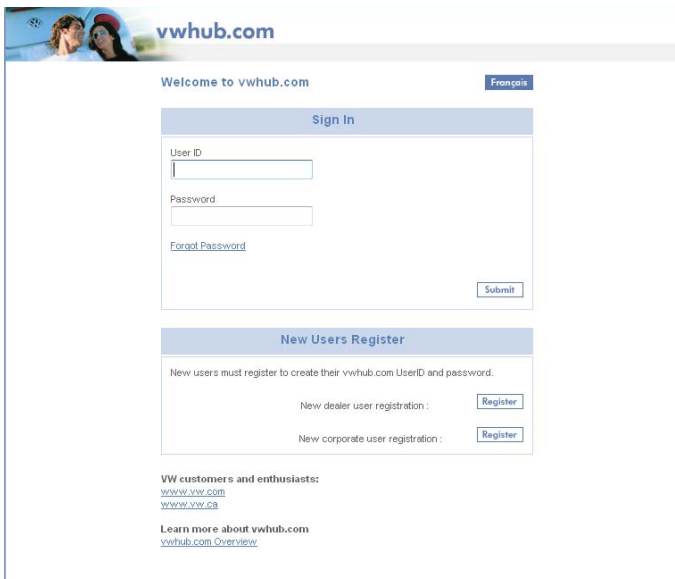 vwhub.com
Welcome to vwhub.com
Français
Sign In
User ID
Password
Forgot Password
Submit
New Users Register
New users must register to create their vwhub.com UserID and password.
New dealer user registration :
Register
New corporate user registration :
Register
VW customers and enthusiasts:
www.vw.com
www.vw.ca
Learn more about vwhub.com
vwhub.com Overview